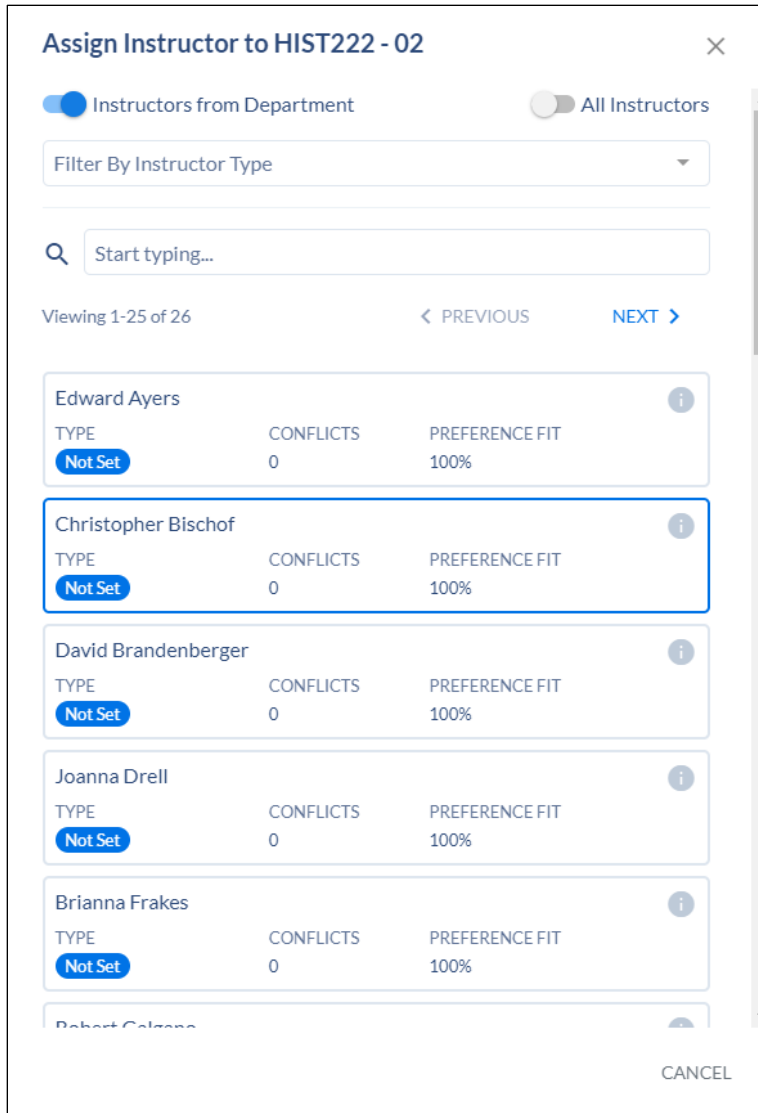 Assign Instructor to HIST222 - 02
Instructors from Department All Instructors
Filter By Instructor Type
Start typing...
Viewing 1-25 of 26 PREVIOUS NEXT
Edward Ayers
TYPE CONFLICTS PREFERENCE FIT
Not Set 0 100%
Christopher Bischof
TYPE CONFLICTS PREFERENCE FIT
Not Set 0 100%
David Brandenberger
TYPE CONFLICTS PREFERENCE FIT
Not Set 0 100%
Joanna Drell
TYPE CONFLICTS PREFERENCE FIT
Not Set 0 100%
Brianna Frakes
TYPE CONFLICTS PREFERENCE FIT
Not Set 0 100%
Robert Galgano
CANCEL